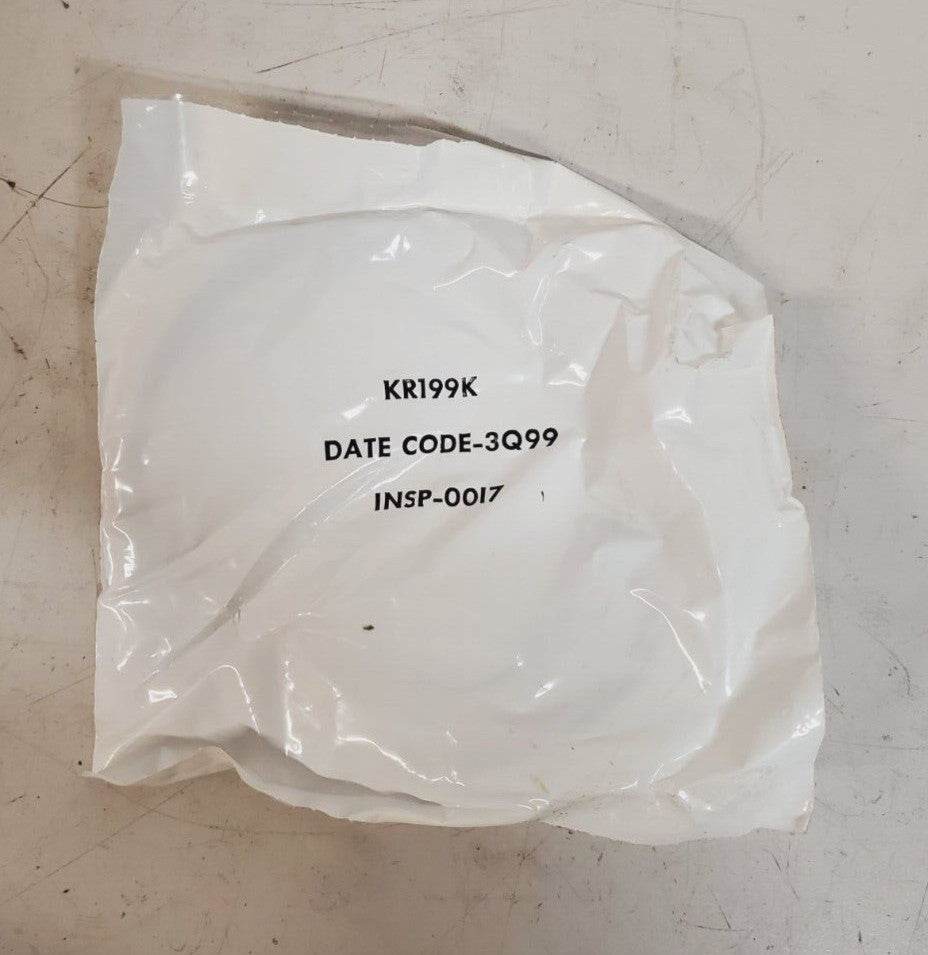 KR199K
DATE CODE-3Q99
INSP-0017